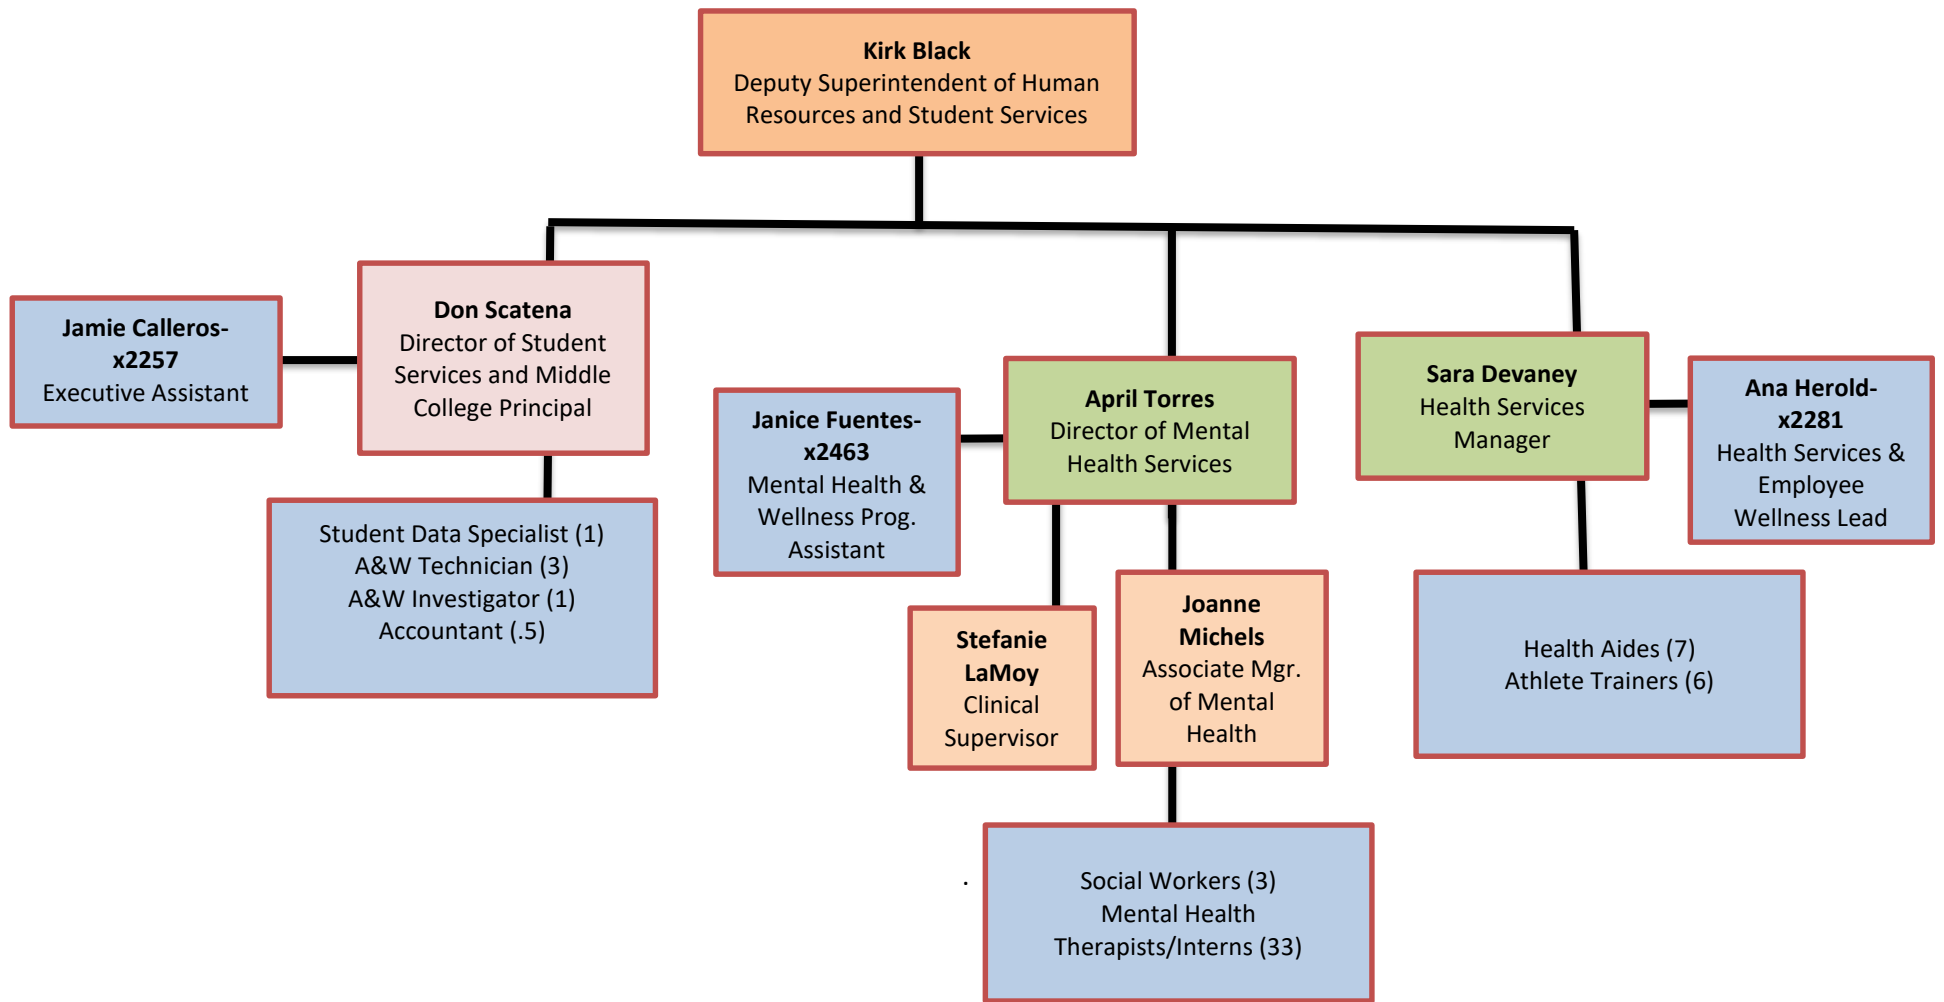 Kirk Black
Deputy Superintendent of Human
Resources and Student Services
Jamie Calleros-
x2257
Executive Assistant
Don Scatena
Director of Student
Services and Middle
College Principal
Student Data Specialist (1)
A&W Technician (3)
A&W Investigator (1)
Accountant (.5)
Janice Fuentes-
x2463
Mental Health &
Wellness Prog.
Assistant
April Torres
Director of Mental
Health Services
Stefanie
LaMoy
Clinical
Supervisor
Joanne
Michels
Associate Mgr.
of Mental
Health
.
Social Workers (3)
Mental Health
Therapists/Interns (33)
Sara Devaney
Health Services
Manager
Ana Herold-
x2281
Health Services &
Employee
Wellness Lead
Health Aides (7)
Athlete Trainers (6)